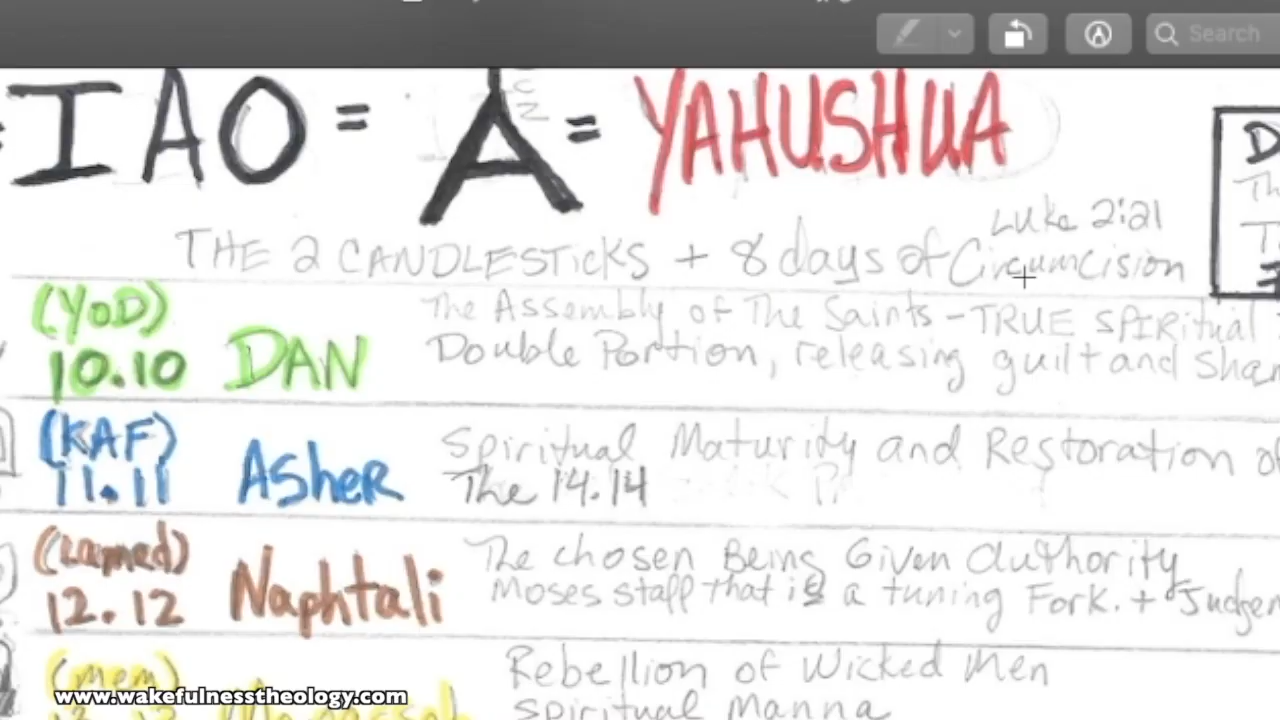 Search
= IAO = A = YAHUSHUA
Luke 2:21
THE 2 CANDLESTICKS + 8 days of Circumcision
(YOD)
10.10 DAN
The Assembly of The Saints - TRUE SPIRitual
Double Portion, releasing guilt and Sham
(KAF)
11.11 Asher
Spiritual Maturity and Restoration of
The 14.14
(Lamed)
12.12 Naphtali
The chosen Being Given authority
Moses staff that is a tuning Fork. + Judgem
(mem)
Rebellion of Wicked Men
Spiritual Manna
www.wakefulnesstheology.com